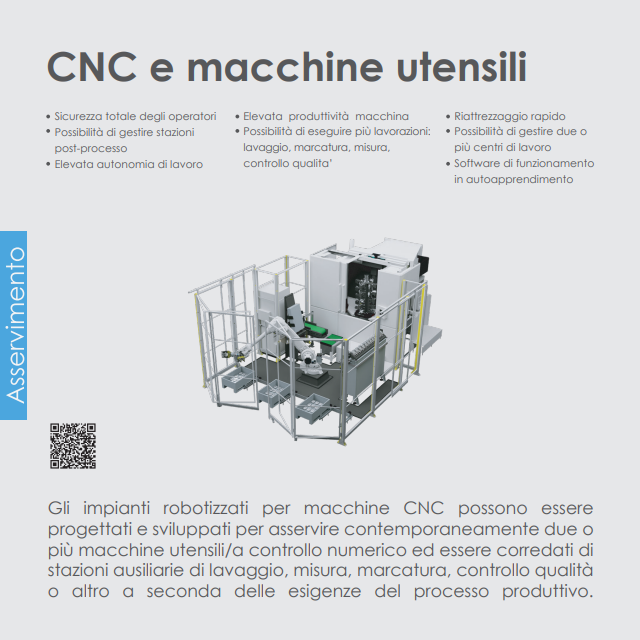 CNC e macchine utensili
• Sicurezza totale degli operatori
• Possibilità di gestire stazioni
post-processo
• Elevata autonomia di lavoro
• Elevata produttività macchina
• Possibilità di eseguire più lavorazioni:
lavaggio, marcatura, misura,
controllo qualita'
• Riattrezzaggio rapido
• Possibilità di gestire due o
più centri di lavoro
• Software di funzionamento
in autoapprendimento
Asservimento
Gli impianti robotizzati per macchine CNC possono essere
progettati e sviluppati per asservire contemporaneamente due o
più macchine utensili/a controllo numerico ed essere corredati di
stazioni ausiliarie di lavaggio, misura, marcatura, controllo qualità
o altro a seconda delle esigenze del processo produttivo.